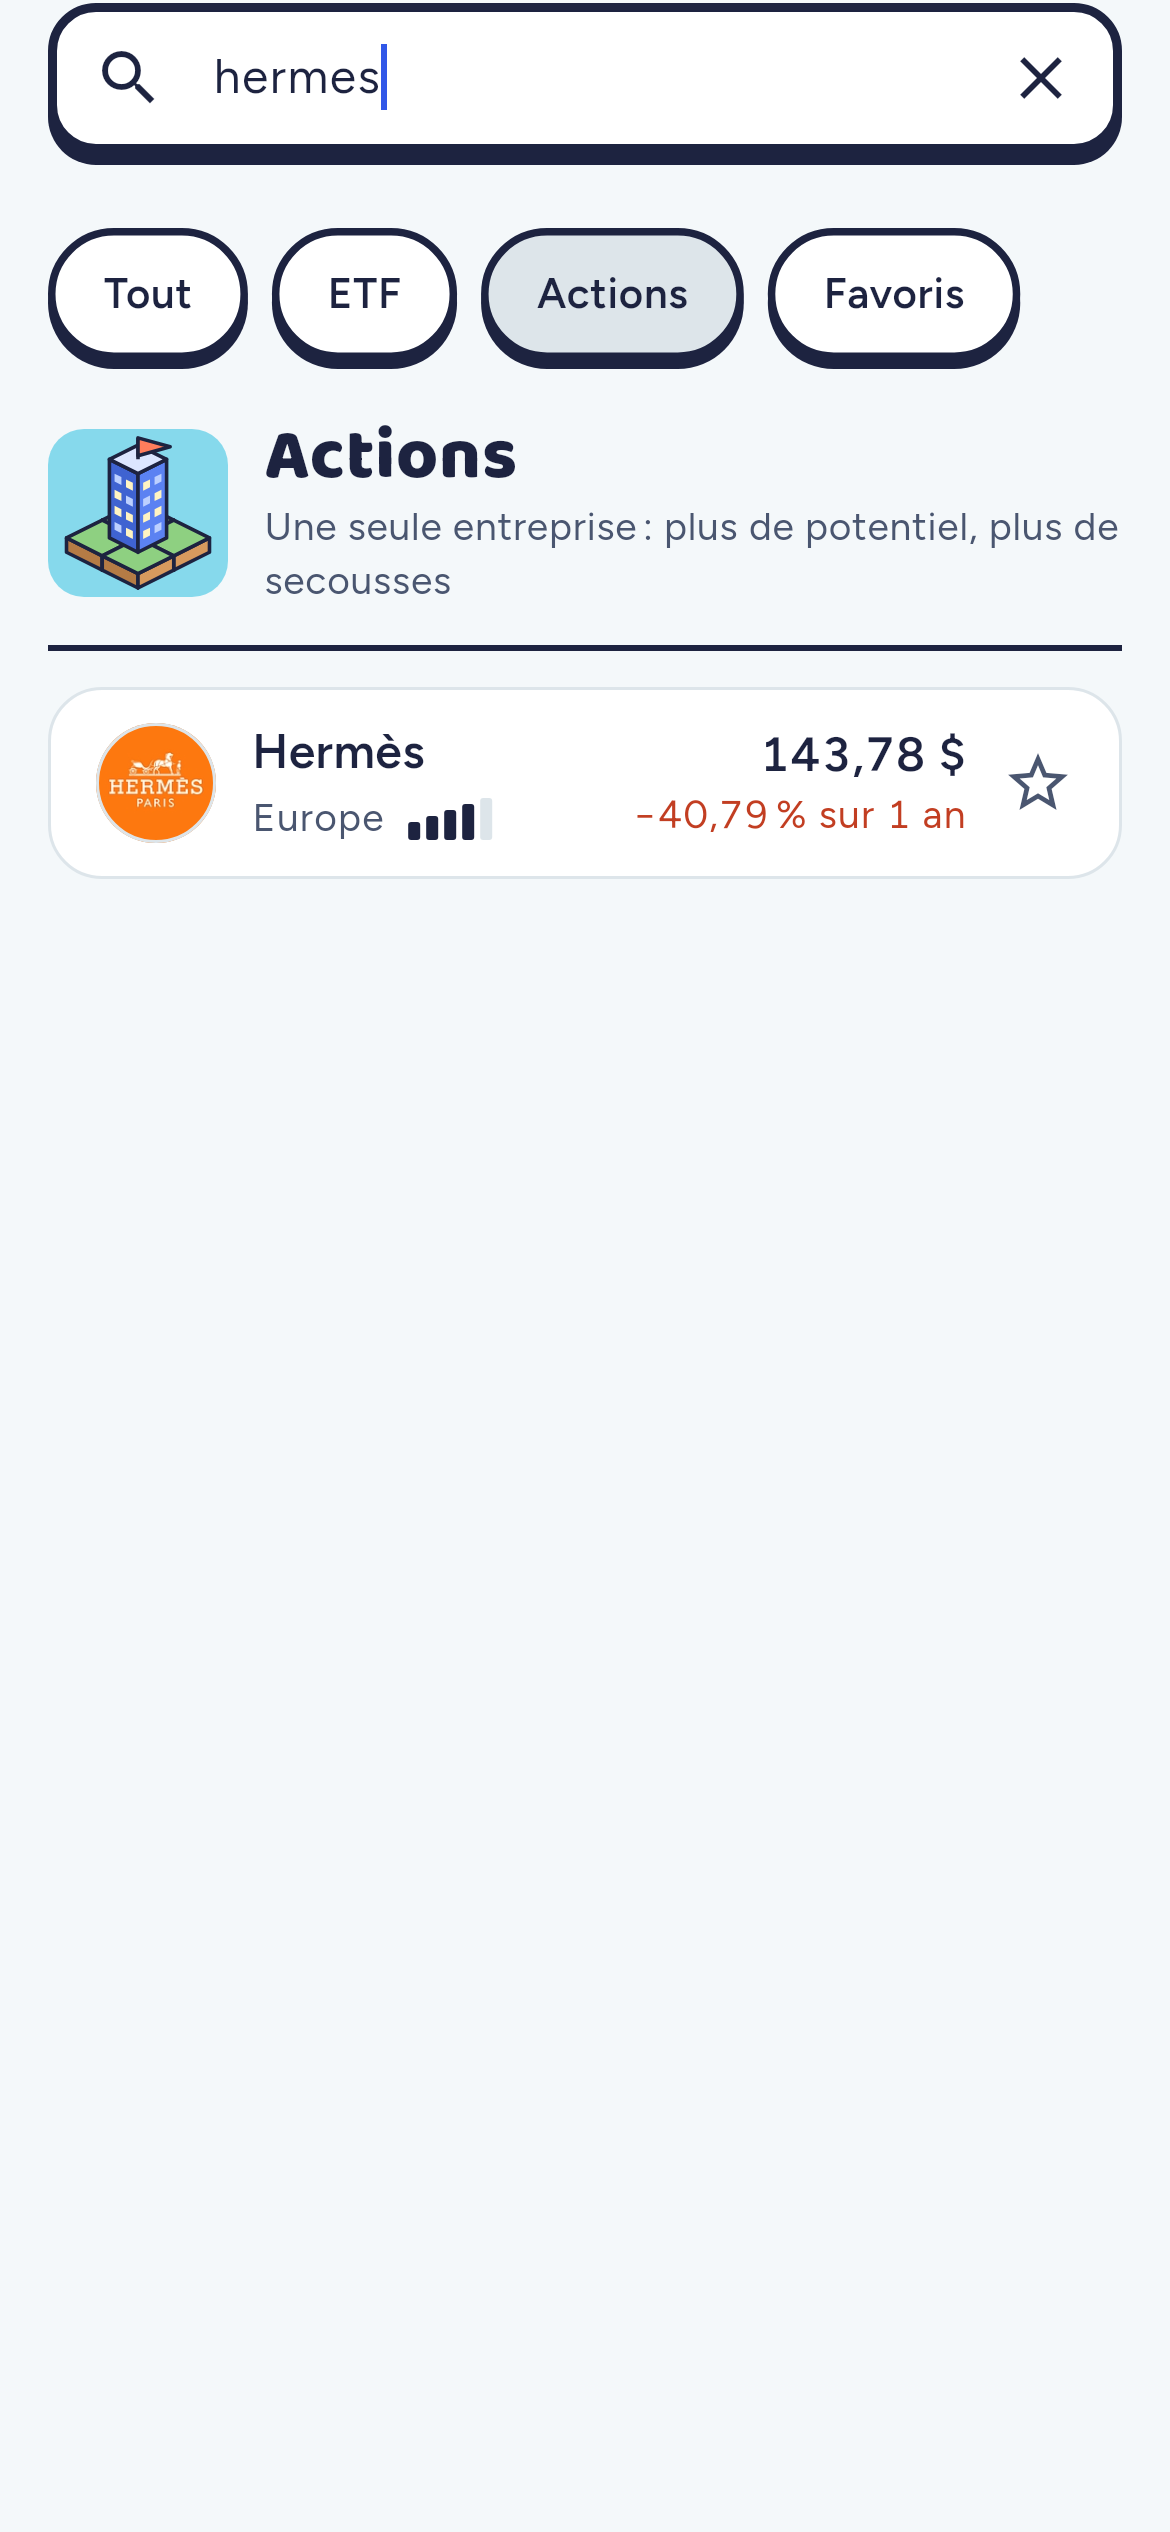 hermes
Tout ETF Actions Favoris
Actions
Une seule entreprise : plus de potentiel, plus de
secousses
HERMÈS
PARIS
Hermès
143,78 $
Europe
−40,79 % sur 1 an